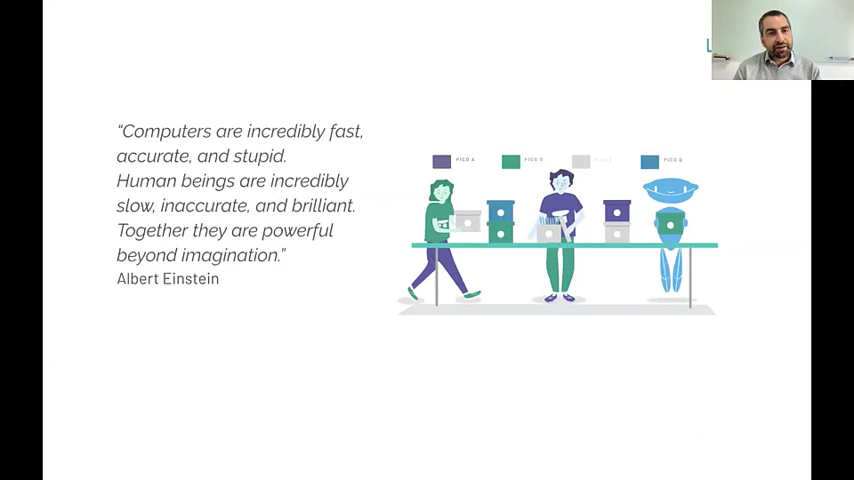 “Computers are incredibly fast,
accurate, and stupid.
Human beings are incredibly
slow, inaccurate, and brilliant.
Together they are powerful
beyond imagination.”
Albert Einstein
PICO A